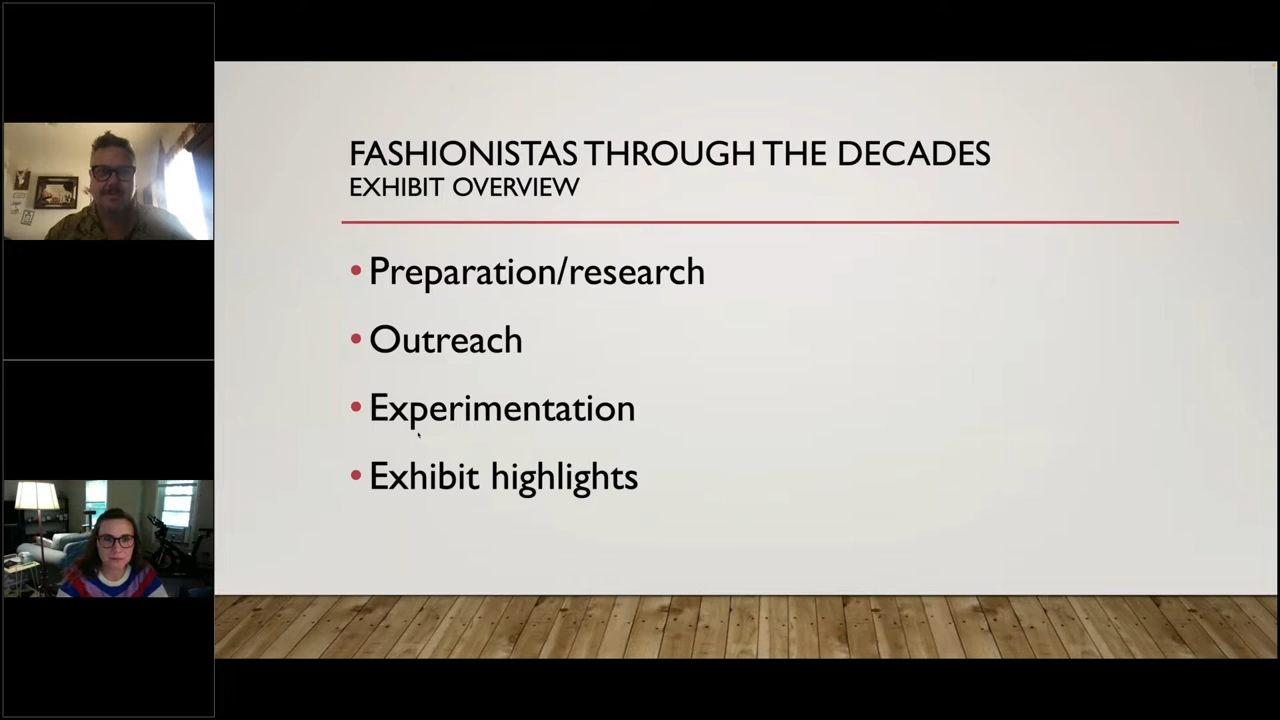 FASHIONISTAS THROUGH THE DECADES
EXHIBIT OVERVIEW
• Preparation/research
• Outreach
• Experimentation
• Exhibit highlights